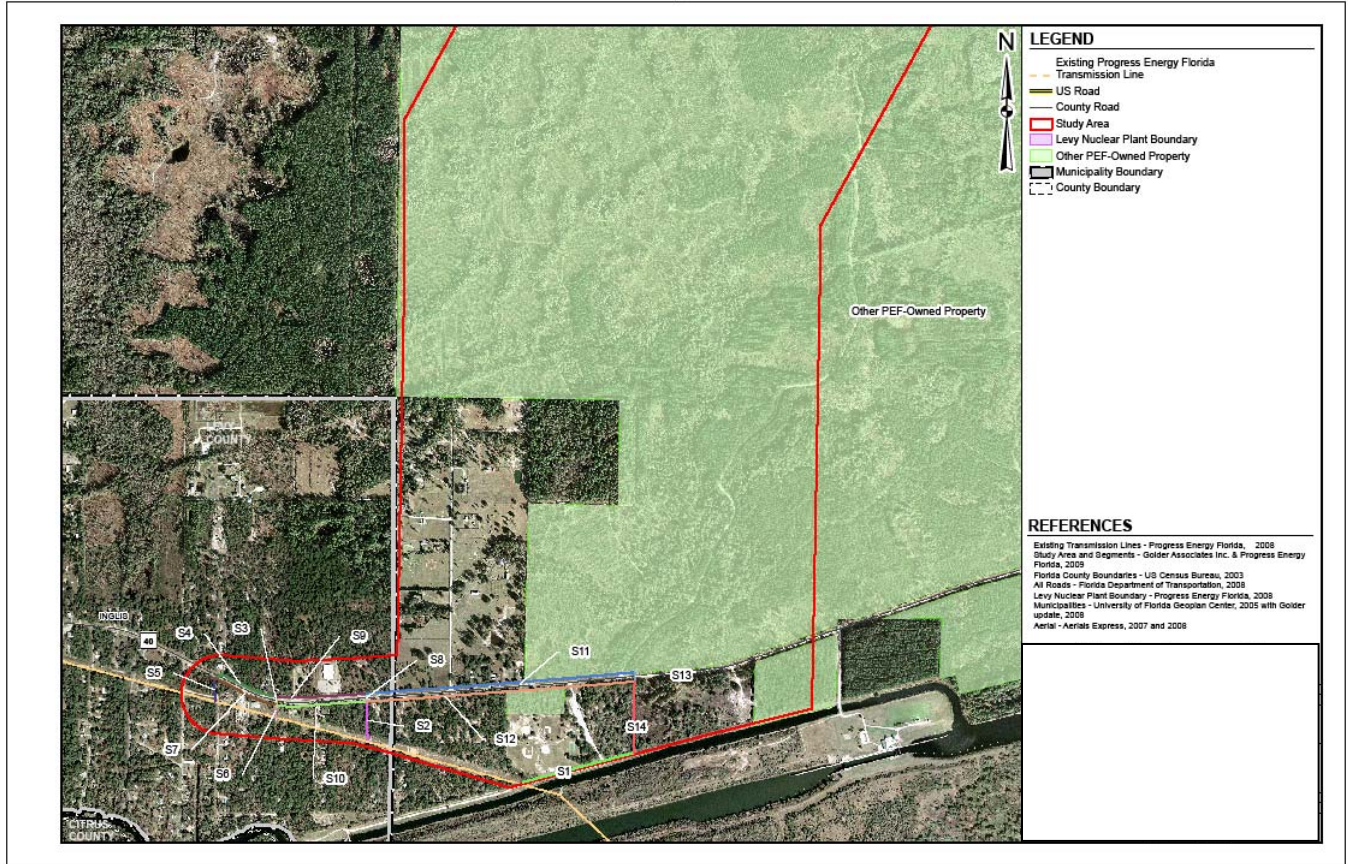 N
LEGEND
Existing Progress Energy Florida
Transmission Line
US Road
County Road
Study Area
Levy Nuclear Plant Boundary
Other PEF-Owned Property
Municipality Boundary
County Boundary
Other PEF-Owned Property
LEVY
COUNTY
INGLIS
40
S4
S3
S9
S8
S11
S13
S5
S2
S14
S7
S12
S6
S10
S1
CITRUS
COUNTY
REFERENCES
Existing Transmission Lines - Progress Energy Florida, 2008
Study Area and Segments - Golder Associates Inc. & Progress Energy
Florida, 2009
Florida County Boundaries - US Census Bureau, 2003
All Roads - Florida Department of Transportation, 2008
Levy Nuclear Plant Boundary - Progress Energy Florida, 2008
Municipalities - University of Florida Geoplan Center, 2005 with Golder
update, 2008
Aerial - Aerials Express, 2007 and 2008